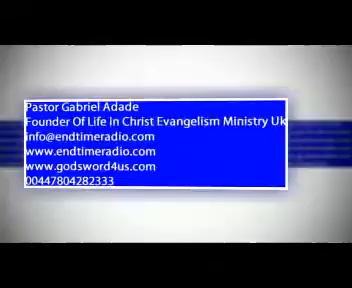 Pastor Gabriel Adade
Founder Of Life In Christ Evangelism Ministry Uk
info@endtimeradio.com
www.endtimeradio.com
www.godsword4us.com
00447804282333